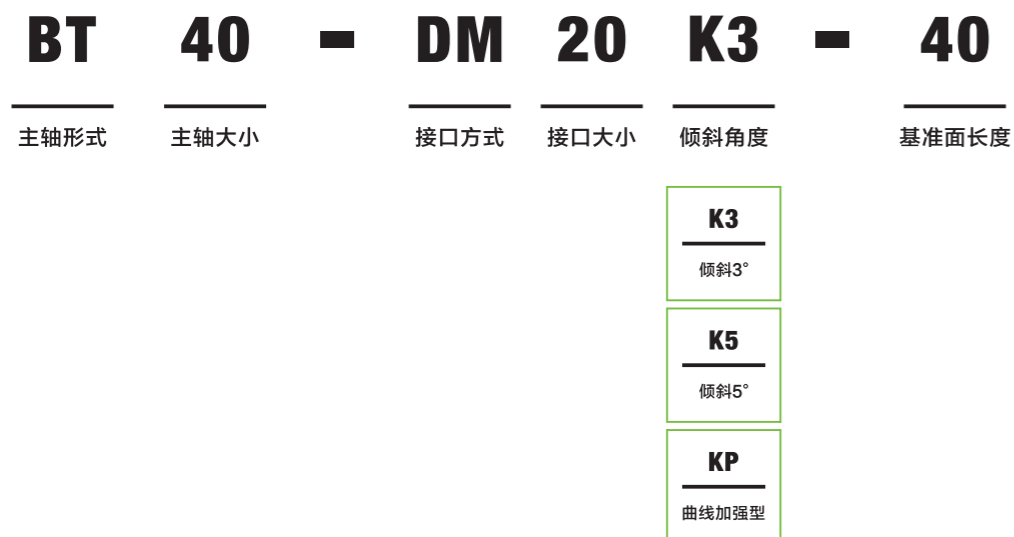 BT 40 - DM 20 K3 - 40
主轴形式 主轴大小 接口方式 接口大小 倾斜角度 基准面长度
K3
倾斜3°
K5
倾斜5°
KP
曲线加强型